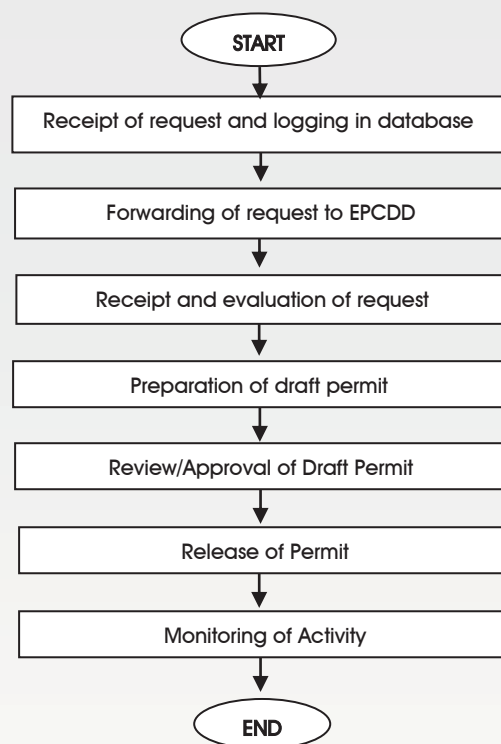 START
Receipt of request and logging in database
Forwarding of request to EPCDD
Receipt and evaluation of request
Preparation of draft permit
Review/Approval of Draft Permit
Release of Permit
Monitoring of Activity
END